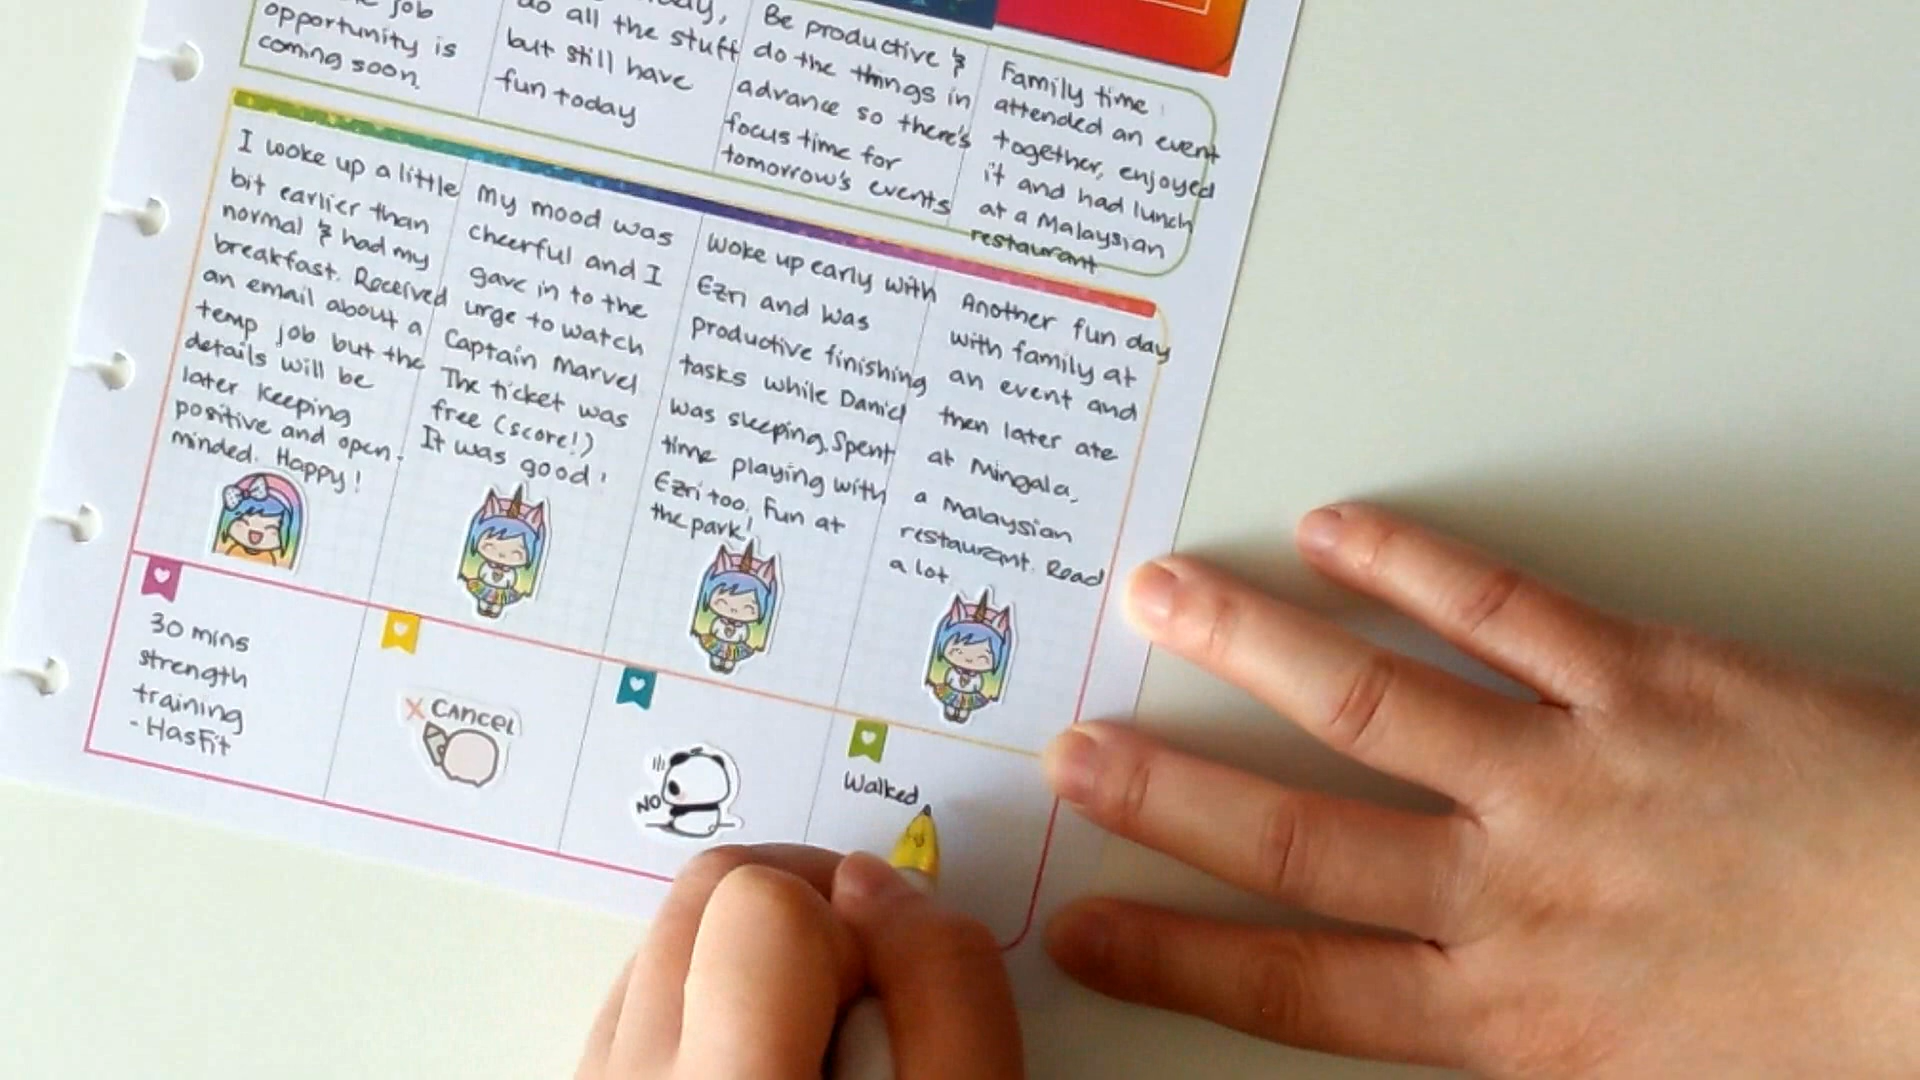 job
opportunity is
coming soon.
do all the stuff
but still have
fun today
Be productive &
do the things in
advance so there's
focus time for
tomorrow's events
Family time:
attended an event
together, enjoyed
it and had lunch
at a Malaysian
restaurant
I woke up a little
bit earlier than
normal & had my
breakfast. Received
an email about a
temp job but the
details will be
later. Keeping
positive and open-
minded. Happy!
My mood was
cheerful and I
gave in to the
urge to watch
Captain Marvel
The ticket was
free (score!)
It was good!
Woke up early with
Ezri and was
productive finishing
tasks while Daniel
was sleeping. Spent
time playing with
Ezri too. Fun at
the park!
Another fun day
with family at
an event and
then later ate
at Mingala,
a Malaysian
restaurant. Read
a lot.
30 mins
strength
training
- HasFit
X CANCEL
NO
Walked